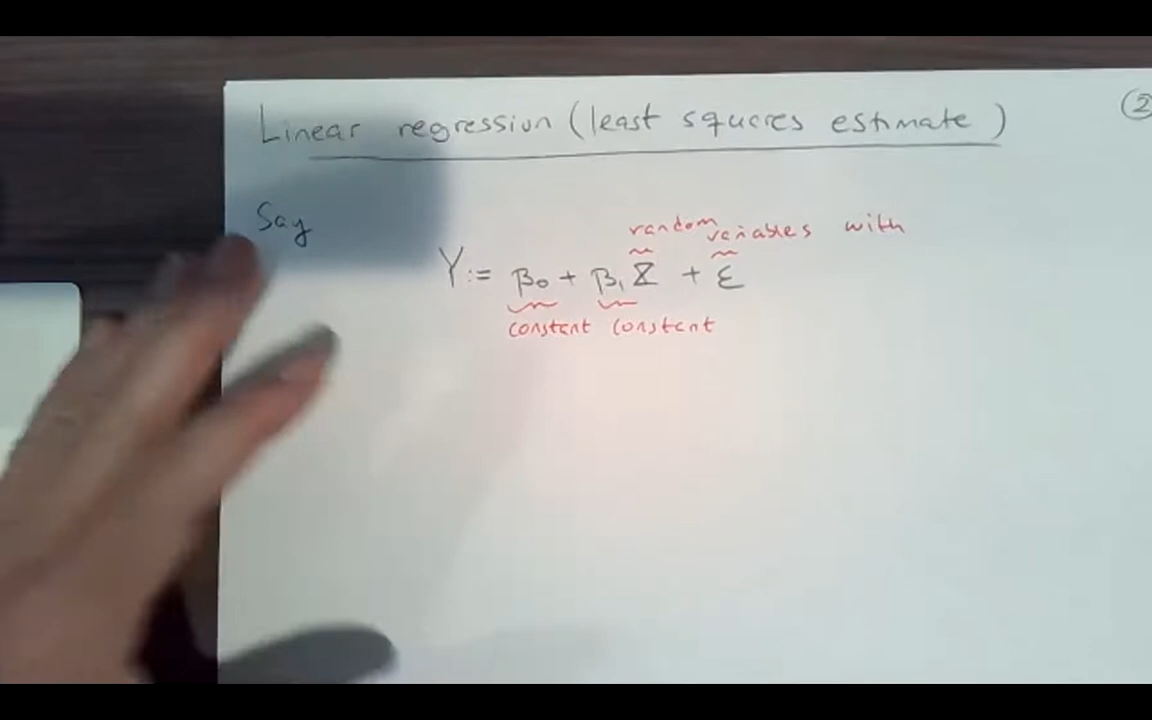 Linear regression (least squares estimate) ②
Say
random variables with
Y := β₀ + β₁ X + ε
constant constant